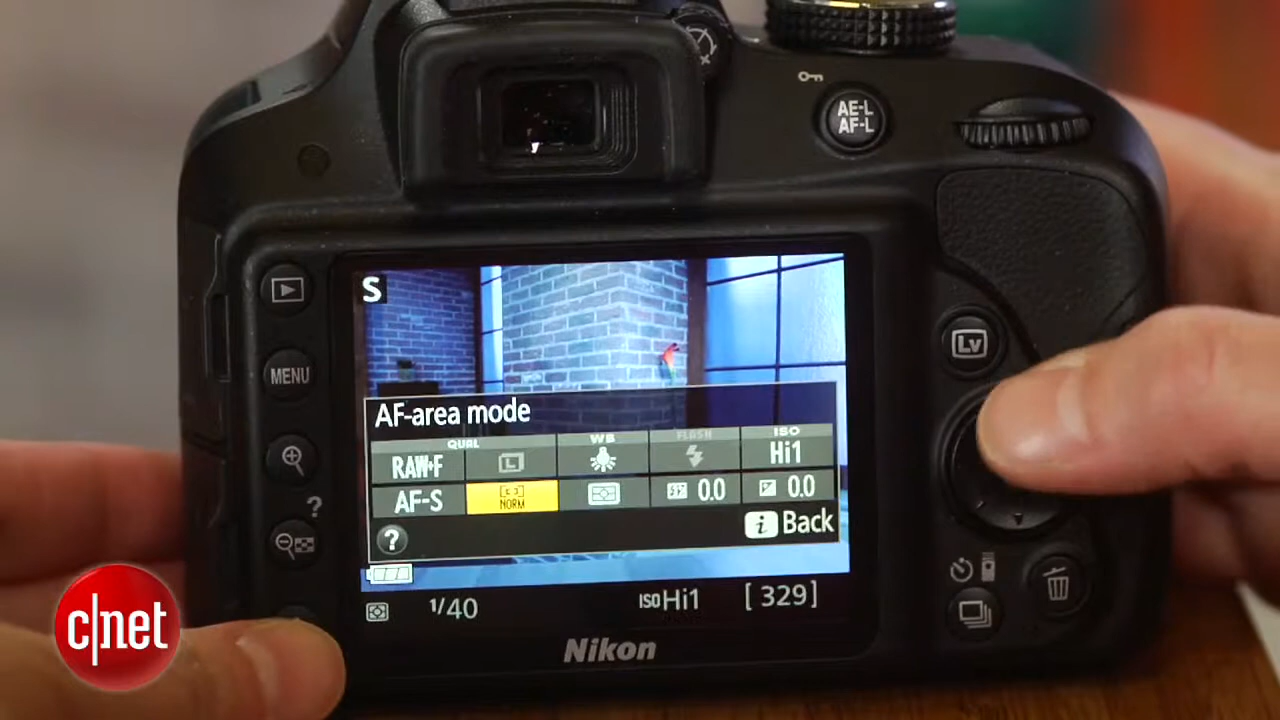 AE-L
AF-L
S
MENU
Lv
AF-area mode
QUAL WB FLASH ISO
RAW+F L Hi1
AF-S NORM 0.0 0.0
? i Back
?
1/40 ISO Hi1 [ 329]
Nikon
c|net